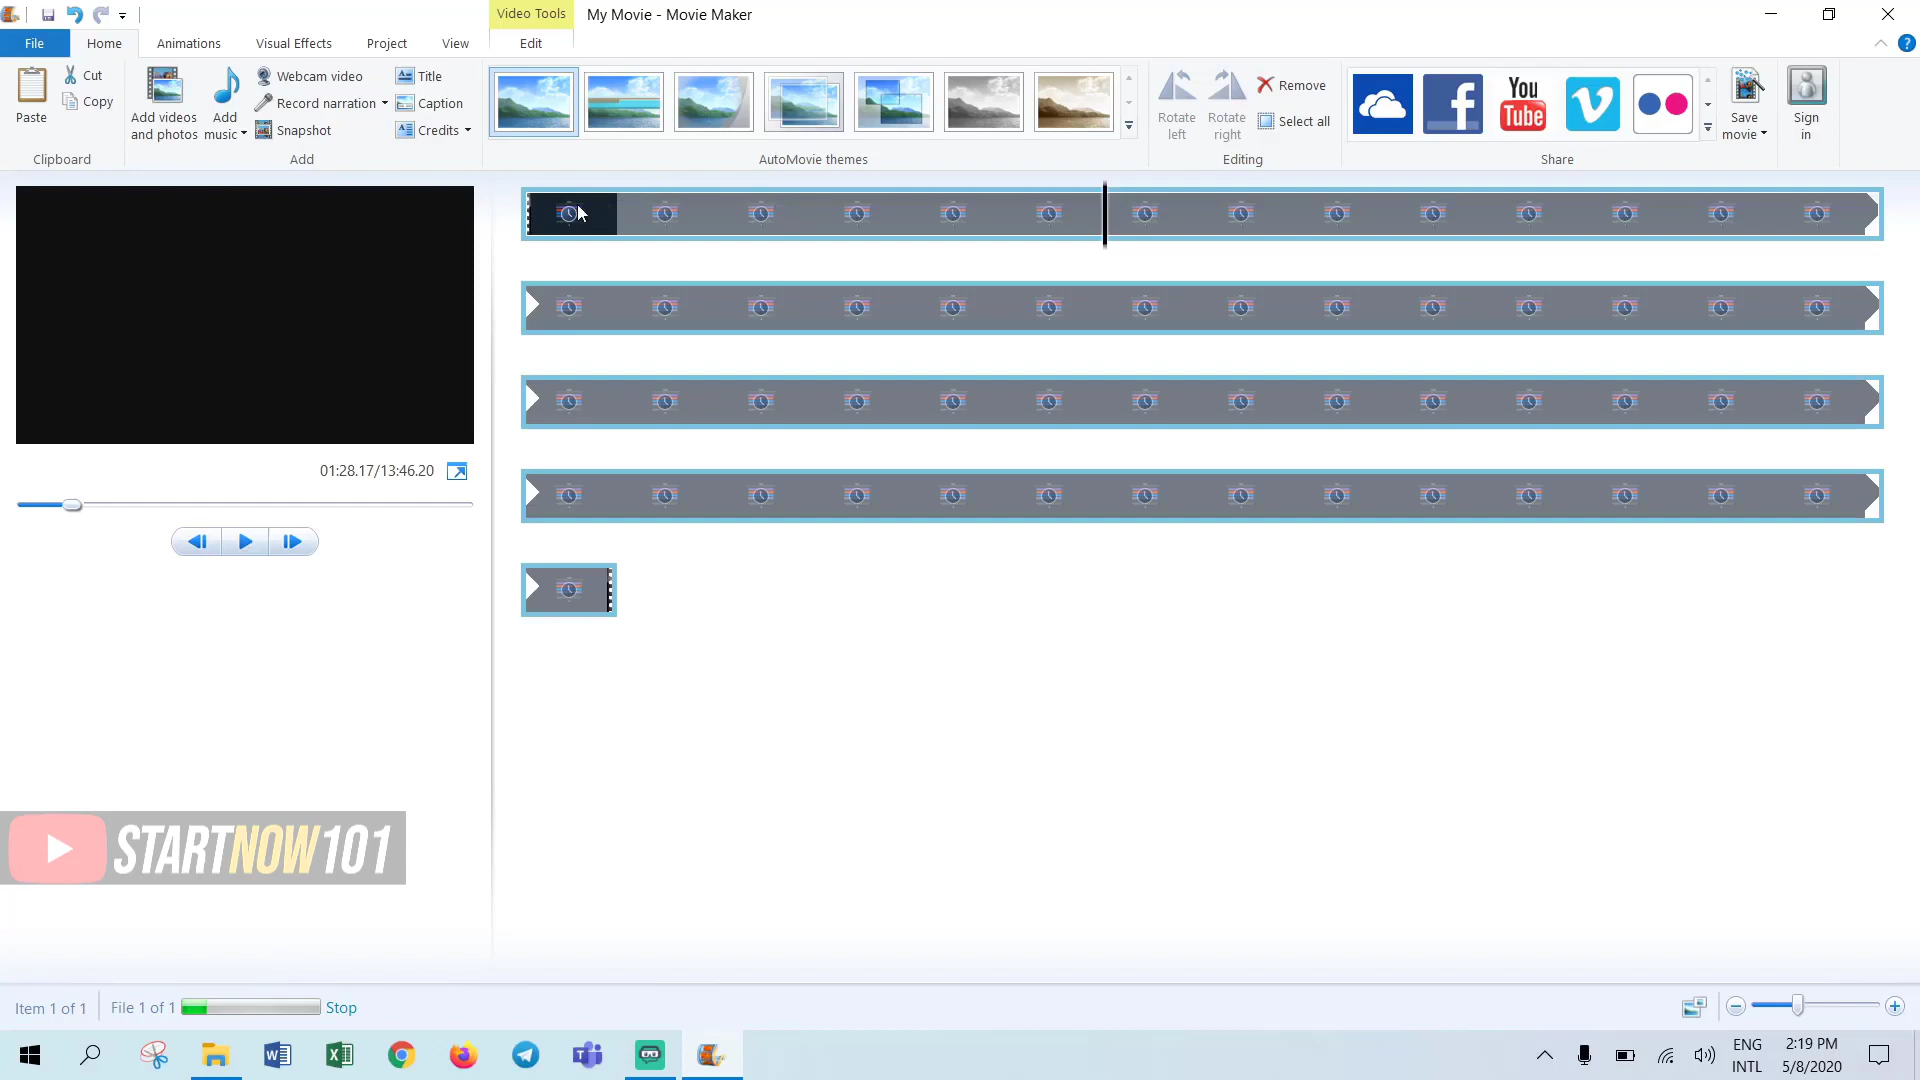 Video Tools
My Movie - Movie Maker
File
Home
Animations
Visual Effects
Project
View
Edit
Paste
Cut
Copy
Clipboard
Add videos
and photos
Add
music
Webcam video
Record narration
Snapshot
Title
Caption
Credits
Add
AutoMovie themes
Rotate
left
Rotate
right
Remove
Select all
Editing
You
Tube
Share
Save
movie
Sign
in
01:28.17/13:46.20
STARTNOW101
Item 1 of 1
File 1 of 1
Stop
ENG
INTL
2:19 PM
5/8/2020